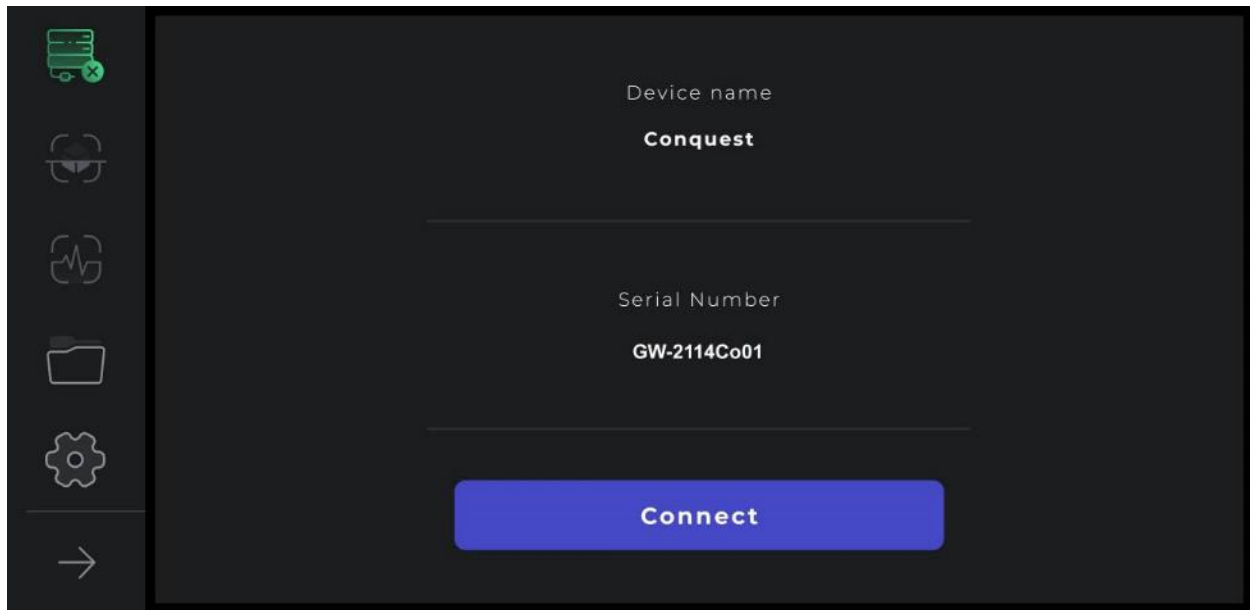 Device name
Conquest
Serial Number
GW-2114Co01
Connect